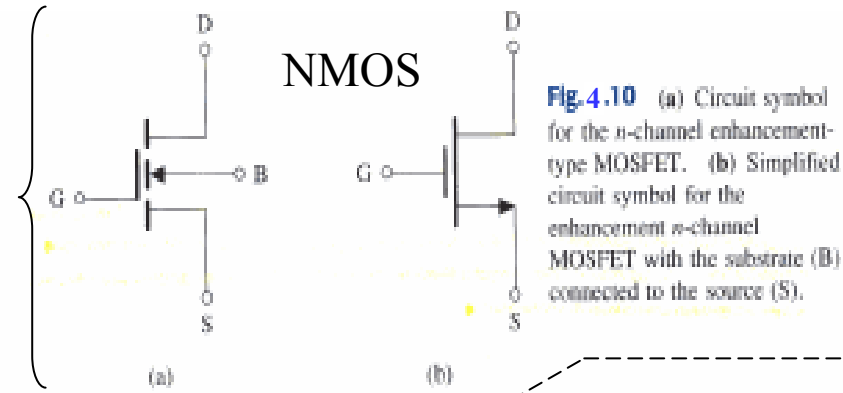 D
G
B
S
(a)
NMOS
D
G
S
(b)
Fig.4.10 (a) Circuit symbol
for the n-channel enhancement-
type MOSFET. (b) Simplified
circuit symbol for the
enhancement n-channel
MOSFET with the substrate (B)
connected to the source (S).